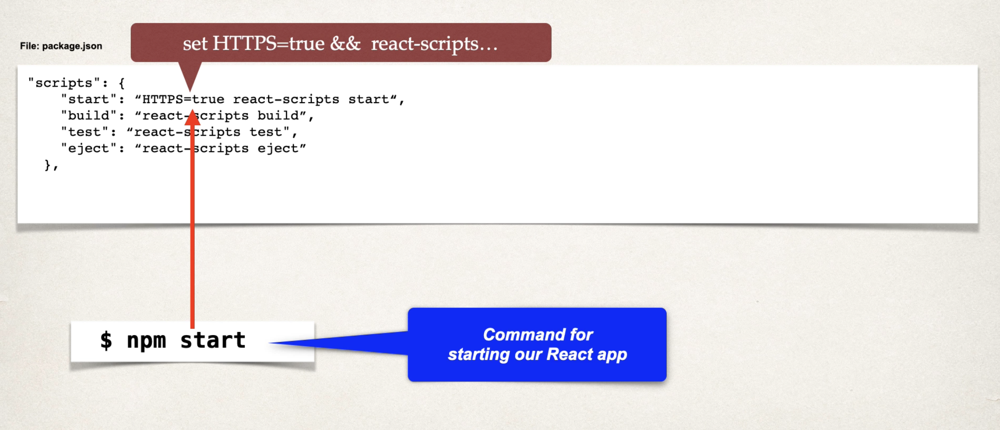 set HTTPS=true &&  react-scripts…
File: package.json
"scripts": {
    "start": “HTTPS=true react-scripts start“,
    "build": “react-scripts build”,
    "test": “react-scripts test",
    "eject": “react-scripts eject”
  },
$ npm start
Command for
starting our React app